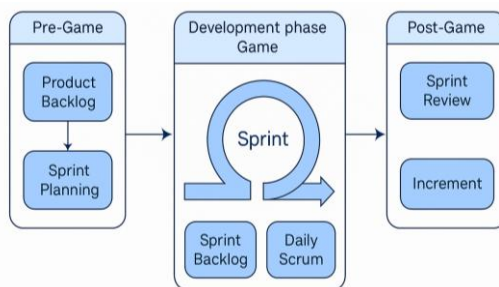 Pre-Game
Product
Backlog
Sprint
Planning
Development phase
Game
Sprint
Sprint
Backlog
Daily
Scrum
Post-Game
Sprint
Review
Increment